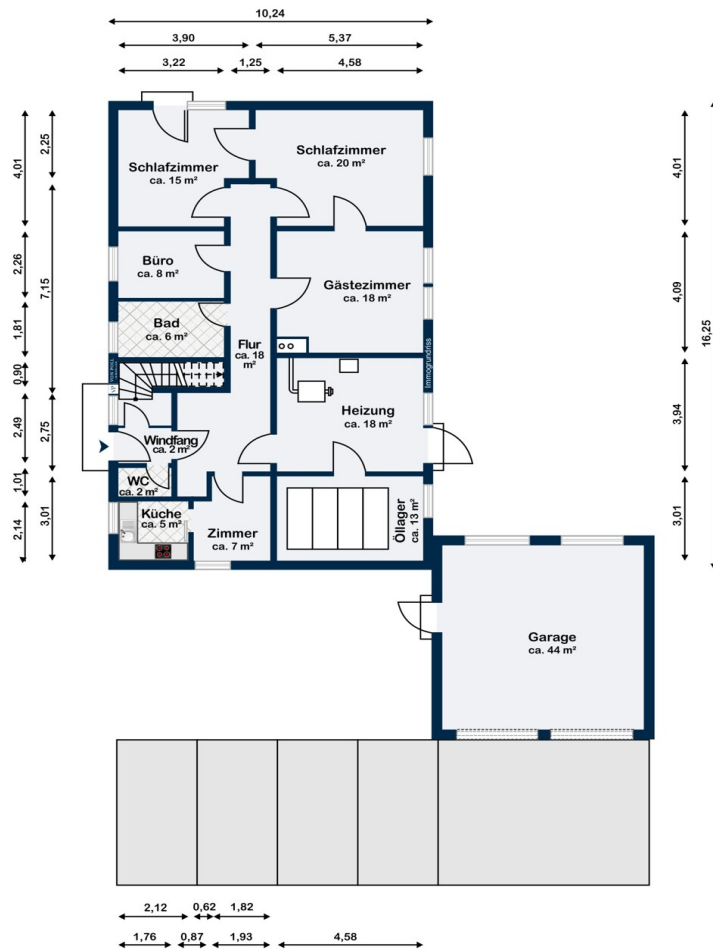 10,24
3,90
5,37
3,22
1,25
4,58
4,01
2,25
7,15
2,26
1,81
0,90
2,49
2,75
1,01
3,01
2,14
4,01
4,09
3,94
3,01
16,25
Schlafzimmer
ca. 15 m²
Schlafzimmer
ca. 20 m²
Büro
ca. 8 m²
Gästezimmer
ca. 18 m²
Bad
ca. 6 m²
Flur
ca. 18
m²
Immogrundriss
Heizung
ca. 18 m²
Windfang
ca. 2 m²
WC
ca. 2 m²
Küche
ca. 5 m²
Zimmer
ca. 7 m²
Öllager
ca. 13 m²
Garage
ca. 44 m²
2,12
0,62
1,82
1,76
0,87
1,93
4,58